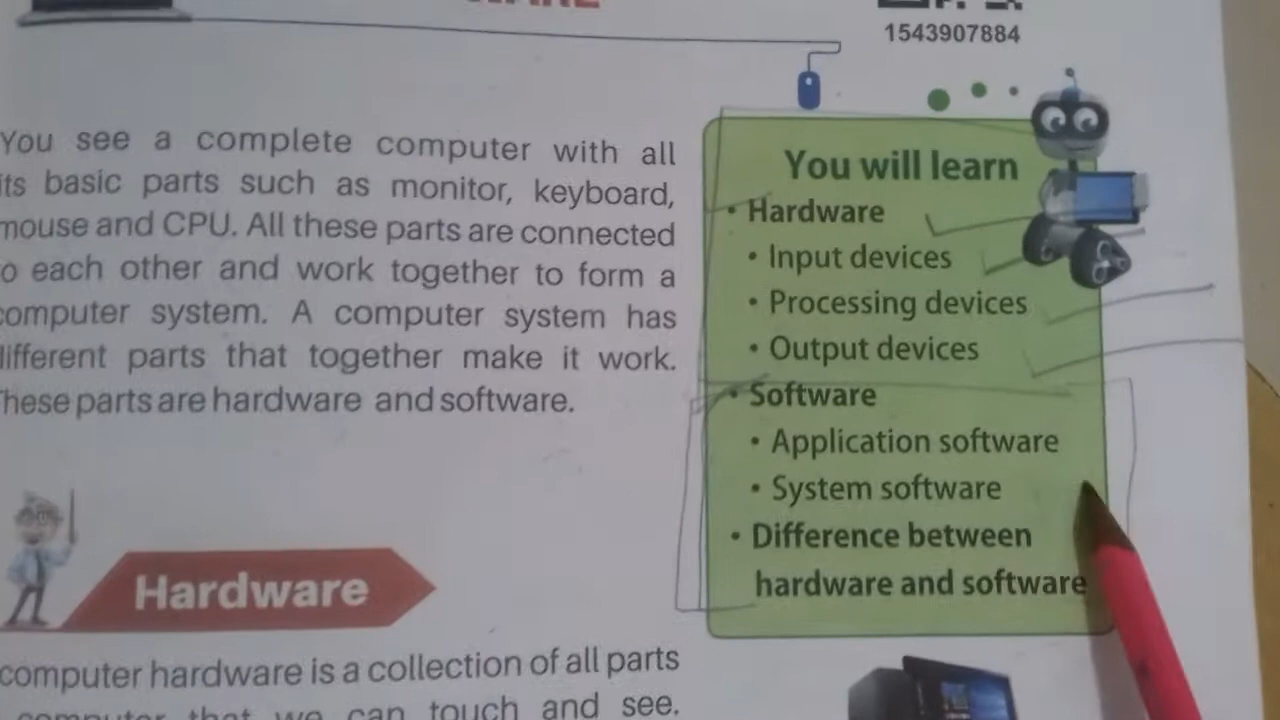 1543907884
You see a complete computer with all
its basic parts such as monitor, keyboard,
mouse and CPU. All these parts are connected
to each other and work together to form a
computer system. A computer system has
different parts that together make it work.
These parts are hardware and software.
You will learn
• Hardware
• Input devices
• Processing devices
• Output devices
• Software
• Application software
• System software
• Difference between
hardware and software
Hardware
computer hardware is a collection of all parts
computer that we can touch and see.